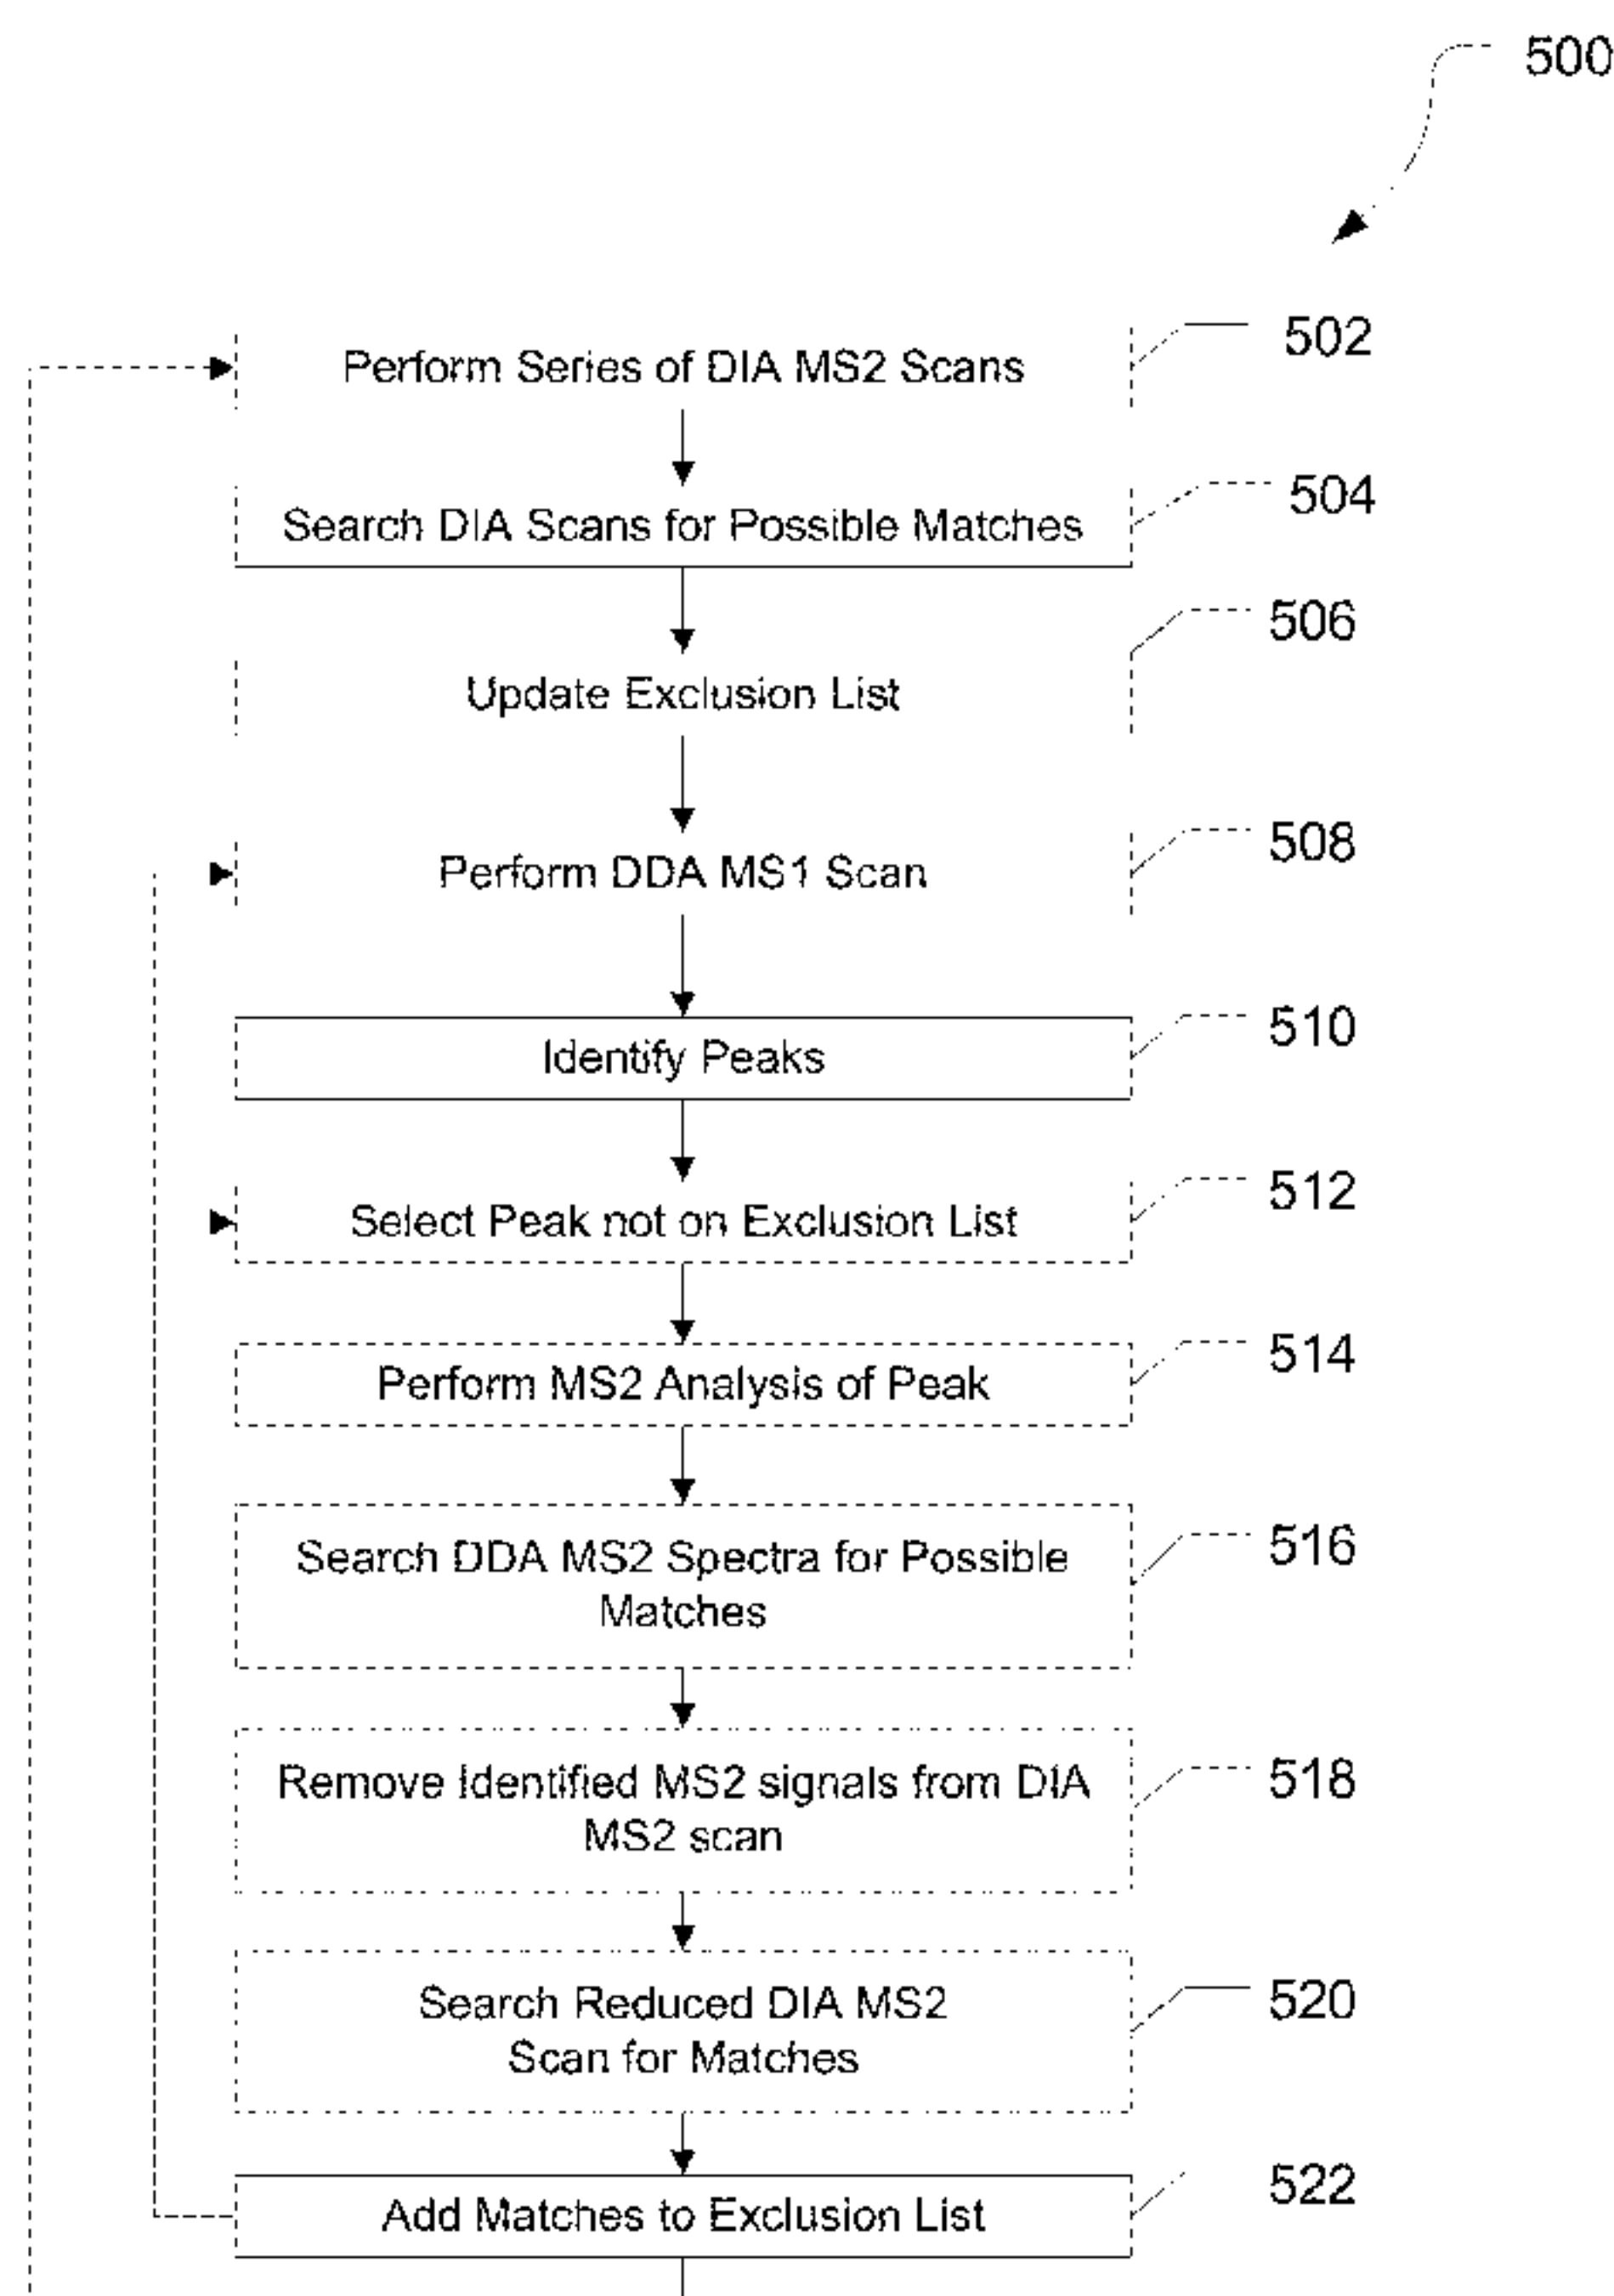 500
Perform Series of DIA MS2 Scans
502
Search DIA Scans for Possible Matches
504
506
Update Exclusion List
508
Perform DDA MS1 Scan
510
Identify Peaks
512
Select Peak not on Exclusion List
514
Perform MS2 Analysis of Peak
516
Search DDA MS2 Spectra for Possible
Matches
518
Remove Identified MS2 signals from DIA
MS2 scan
520
Search Reduced DIA MS2
Scan for Matches
522
Add Matches to Exclusion List